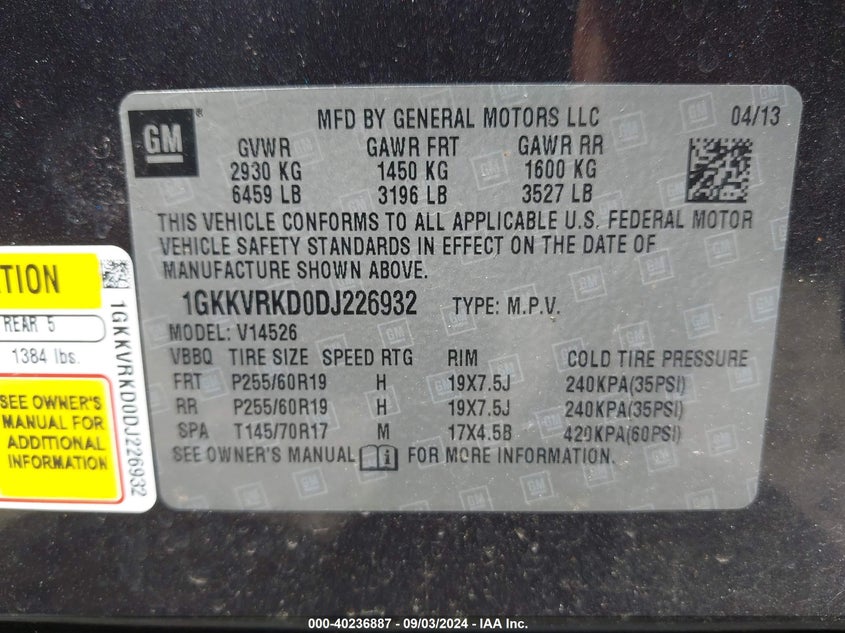 GM
MFD BY GENERAL MOTORS LLC 04/13
GVWR GAWR FRT GAWR RR
2930 KG 1450 KG 1600 KG
6459 LB 3196 LB 3527 LB
THIS VEHICLE CONFORMS TO ALL APPLICABLE U.S. FEDERAL MOTOR
VEHICLE SAFETY STANDARDS IN EFFECT ON THE DATE OF
MANUFACTURE SHOWN ABOVE.
1GKKVRKD0DJ226932 TYPE: M.P.V.
MODEL: V14526
VBBQ TIRE SIZE SPEED RTG RIM COLD TIRE PRESSURE
FRT P255/60R19 H 19X7.5J 240KPA(35PSI)
RR P255/60R19 H 19X7.5J 240KPA(35PSI)
SPA T145/70R17 M 17X4.5B 420KPA(60PSI)
SEE OWNER'S MANUAL FOR MORE INFORMATION.
REAR 5
1384 lbs.
SEE OWNER'S
MANUAL FOR
ADDITIONAL
INFORMATION
1GKKVRKD0DJ226932
000-40236887 - 09/03/2024 - IAA Inc.